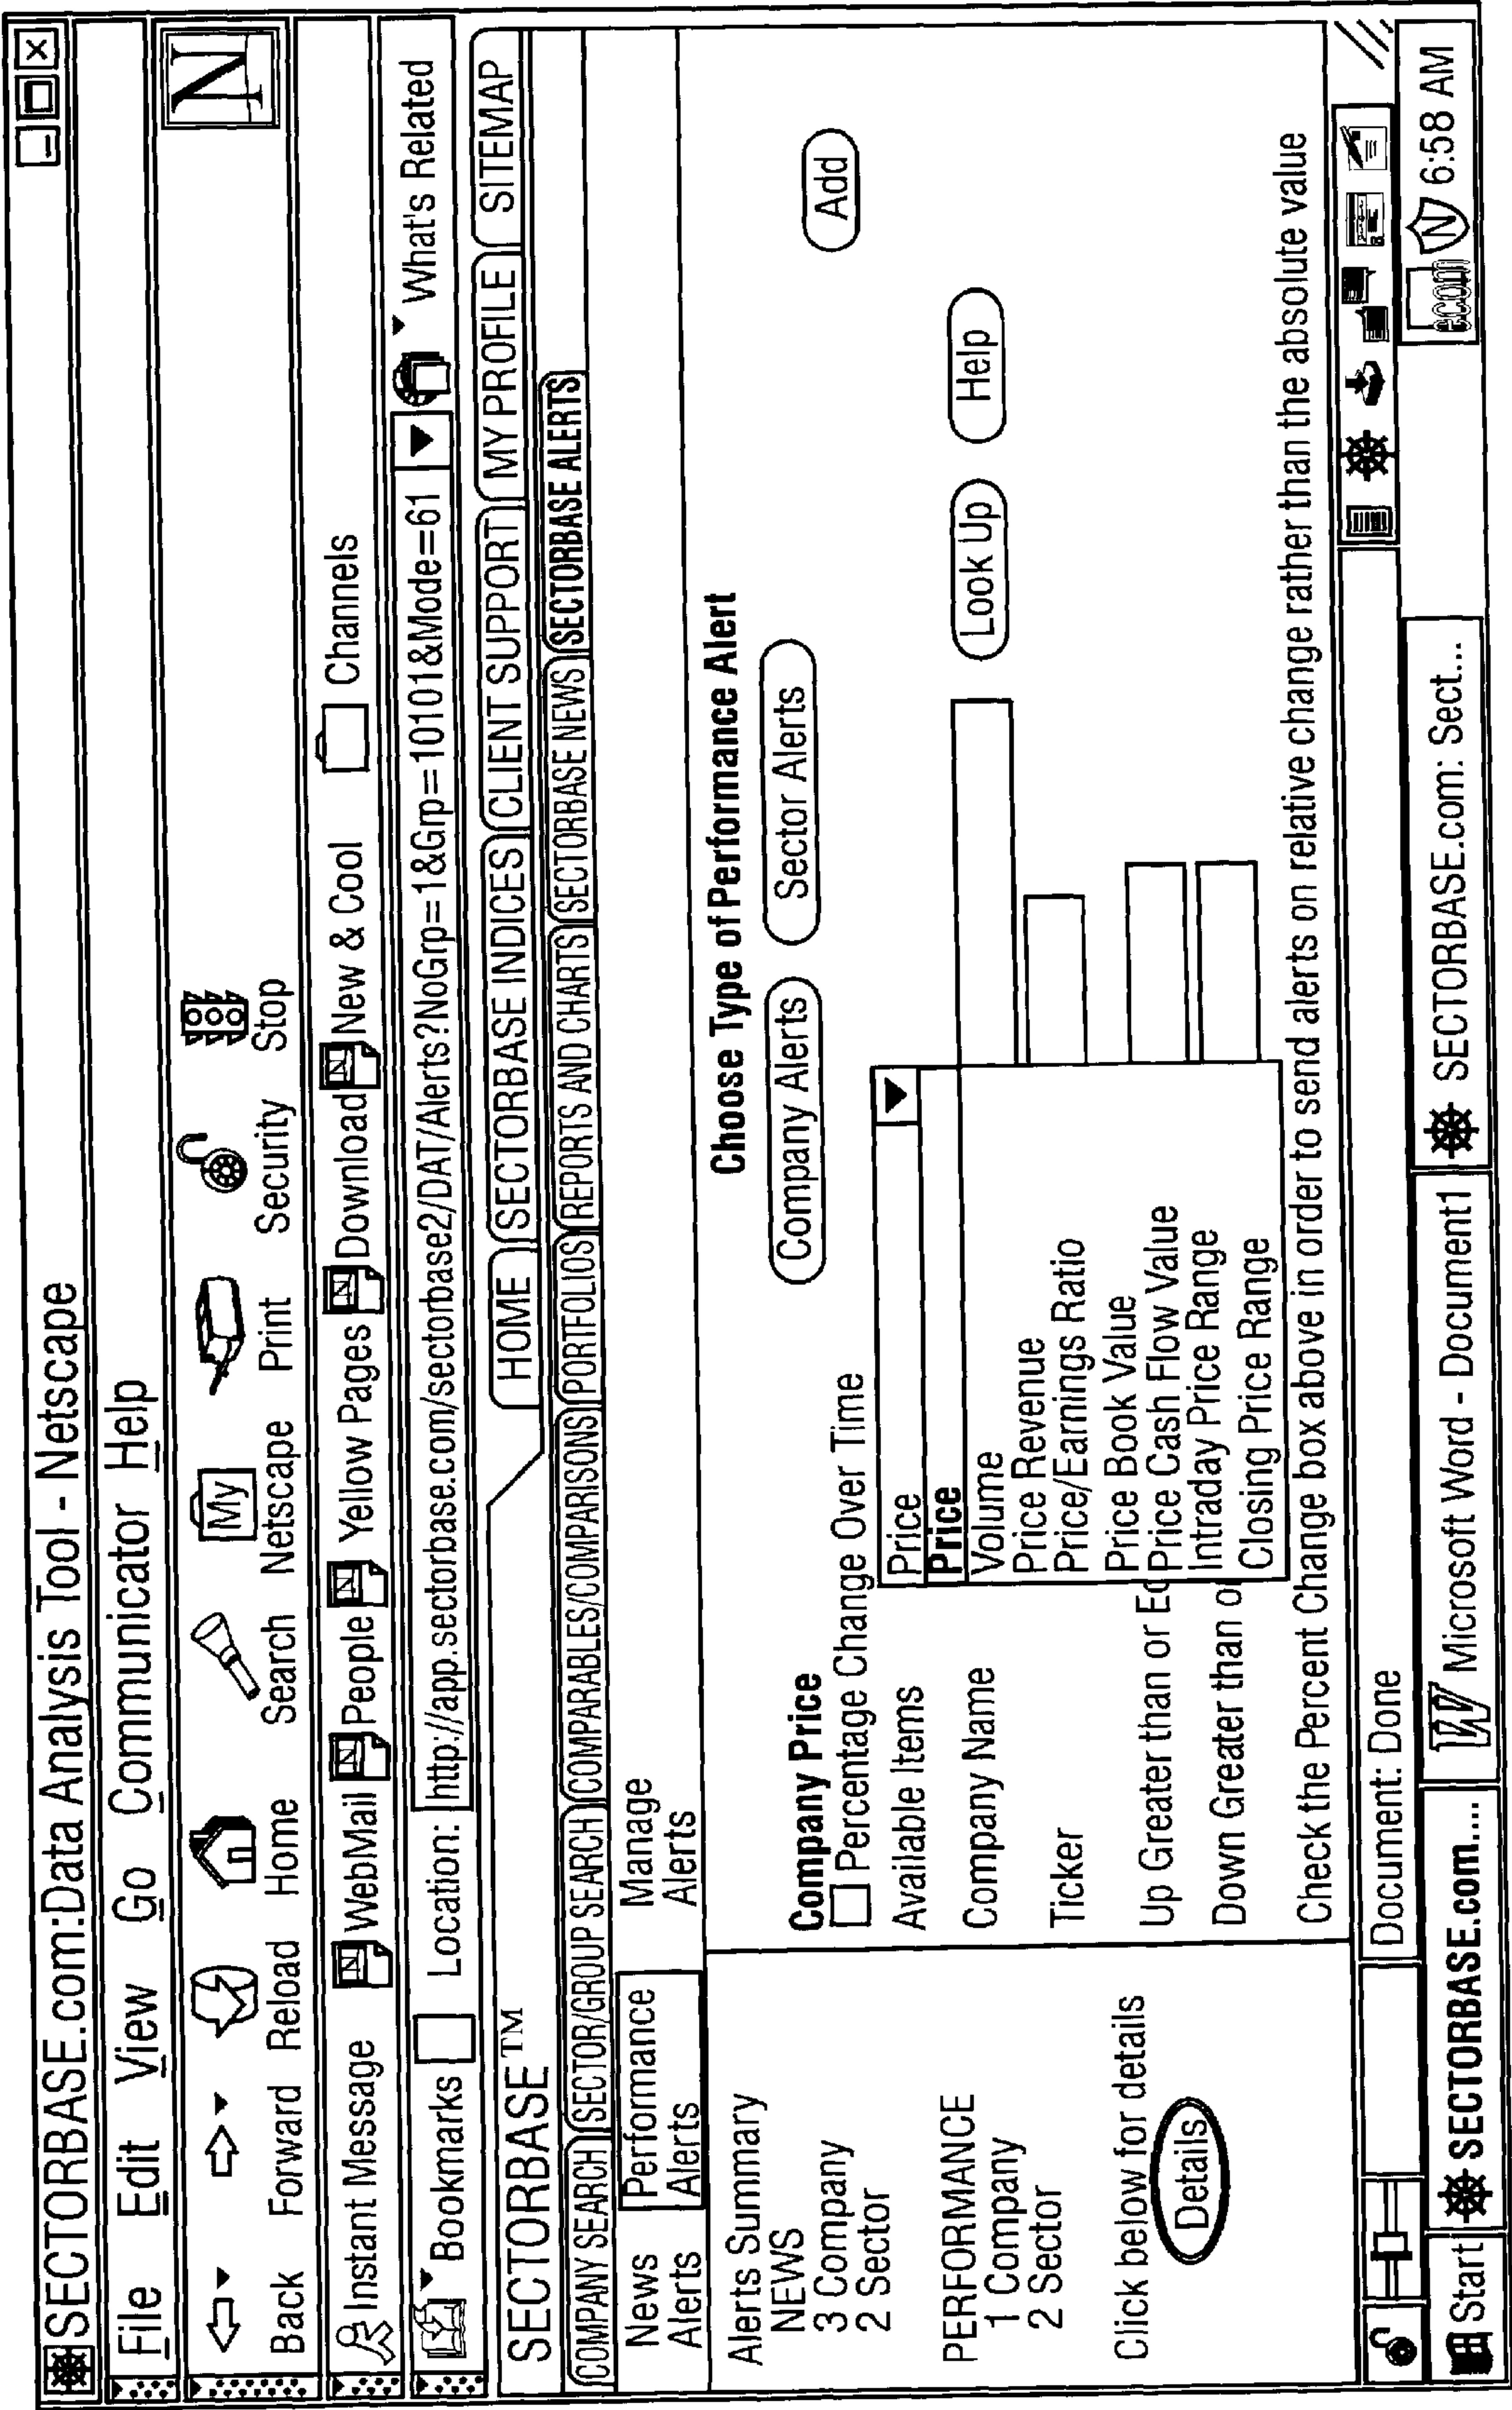 SECTORBASE.com:Data Analysis Tool - Netscape
File Edit View Go Communicator Help
N
My
Back Forward Reload Home Search Netscape Print Security Stop
Instant Message WebMail People Yellow Pages Download New & Cool Channels
Bookmarks Location: http://app.sectorbase.com/sectorbase2/DAT/Alerts?NoGrp=1&Grp=10101&Mode=61 What's Related
SECTORBASE™ HOME SECTORBASE INDICES CLIENT SUPPORT MY PROFILE SITEMAP
COMPANY SEARCH SECTOR/GROUP SEARCH COMPARABLES/COMPARISONS PORTFOLIOS REPORTS AND CHARTS SECTORBASE NEWS SECTORBASE ALERTS
News Alerts
Performance Alerts
Manage Alerts
Alerts Summary
NEWS
3 Company
2 Sector
PERFORMANCE
1 Company
2 Sector
Click below for details
Details
Choose Type of Performance Alert
Company Alerts Sector Alerts
Company Price
Add
Percentage Change Over Time
Available Items
Price
Price
Volume
Price Revenue
Price/Earnings Ratio
Price Book Value
Price Cash Flow Value
Intraday Price Range
Closing Price Range
Company Name
Look Up Help
Ticker
Up Greater than or Eq
Down Greater than or
Check the Percent Change box above in order to send alerts on relative change rather than the absolute value
Document: Done
Start SECTORBASE.com.... Microsoft Word - Document1 SECTORBASE.com: Sect... ecom N 6:58 AM